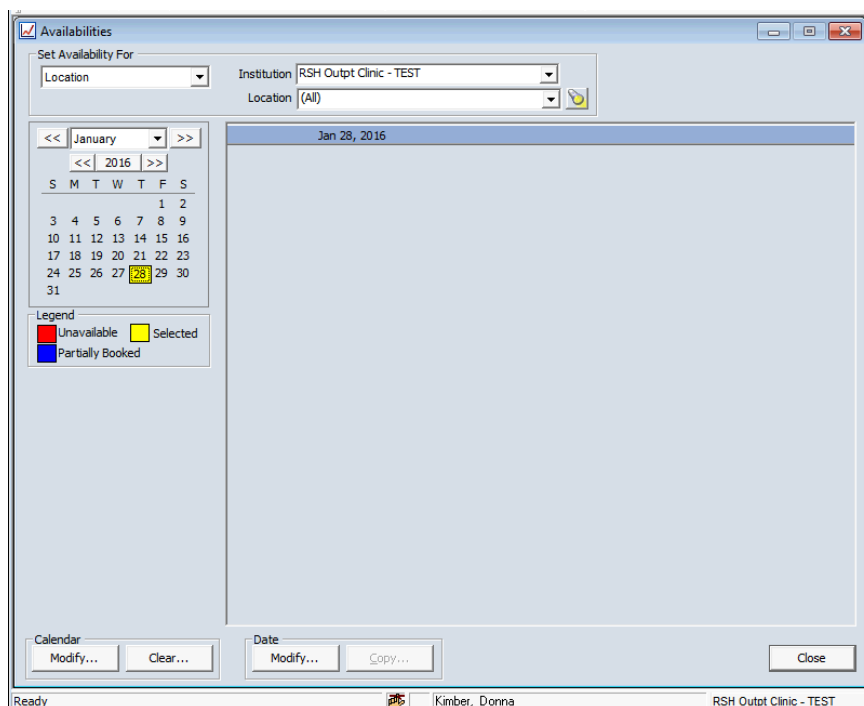 Availabilities
Set Availability For
Location
Institution RSH Outpt Clinic - TEST
Location (All)
<< January >>
<< 2016 >>
S M T W T F S
1 2
3 4 5 6 7 8 9
10 11 12 13 14 15 16
17 18 19 20 21 22 23
24 25 26 27 28 29 30
31
Jan 28, 2016
Legend
Unavailable Selected
Partially Booked
Calendar
Modify... Clear...
Date
Modify... Copy...
Close
Ready Kimber, Donna RSH Outpt Clinic - TEST